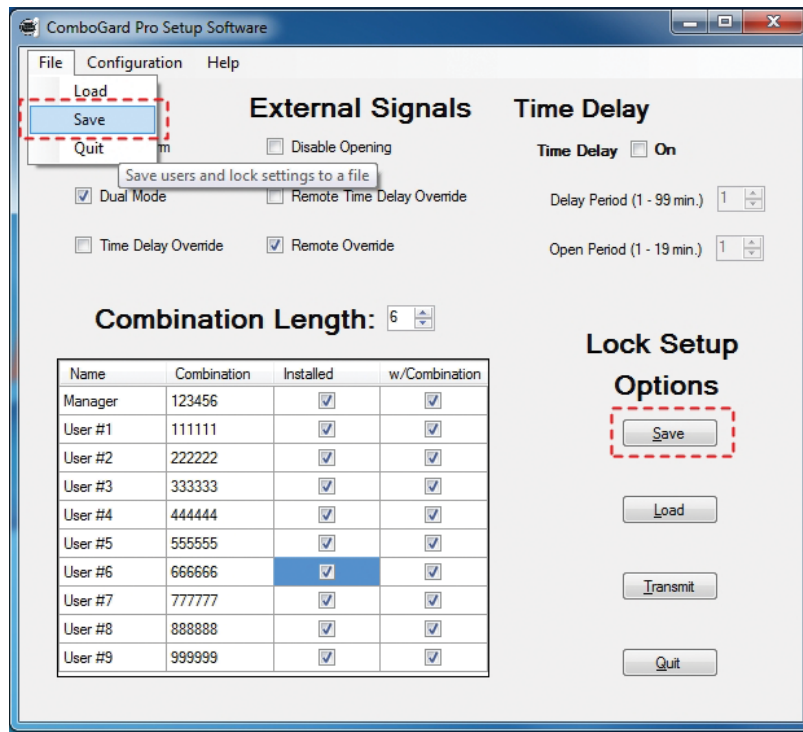 ComboGard Pro Setup Software
File Configuration Help
Load
Save
Quit
Save users and lock settings to a file
External Signals
Disable Opening
Dual Mode
Remote Time Delay Override
Time Delay Override
Remote Override
Time Delay
Time Delay On
Delay Period (1 - 99 min.) 1
Open Period (1 - 19 min.) 1
Combination Length: 6
Name Combination Installed w/Combination
Manager 123456
User #1 111111
User #2 222222
User #3 333333
User #4 444444
User #5 555555
User #6 666666
User #7 777777
User #8 888888
User #9 999999
Lock Setup
Options
Save
Load
Transmit
Quit